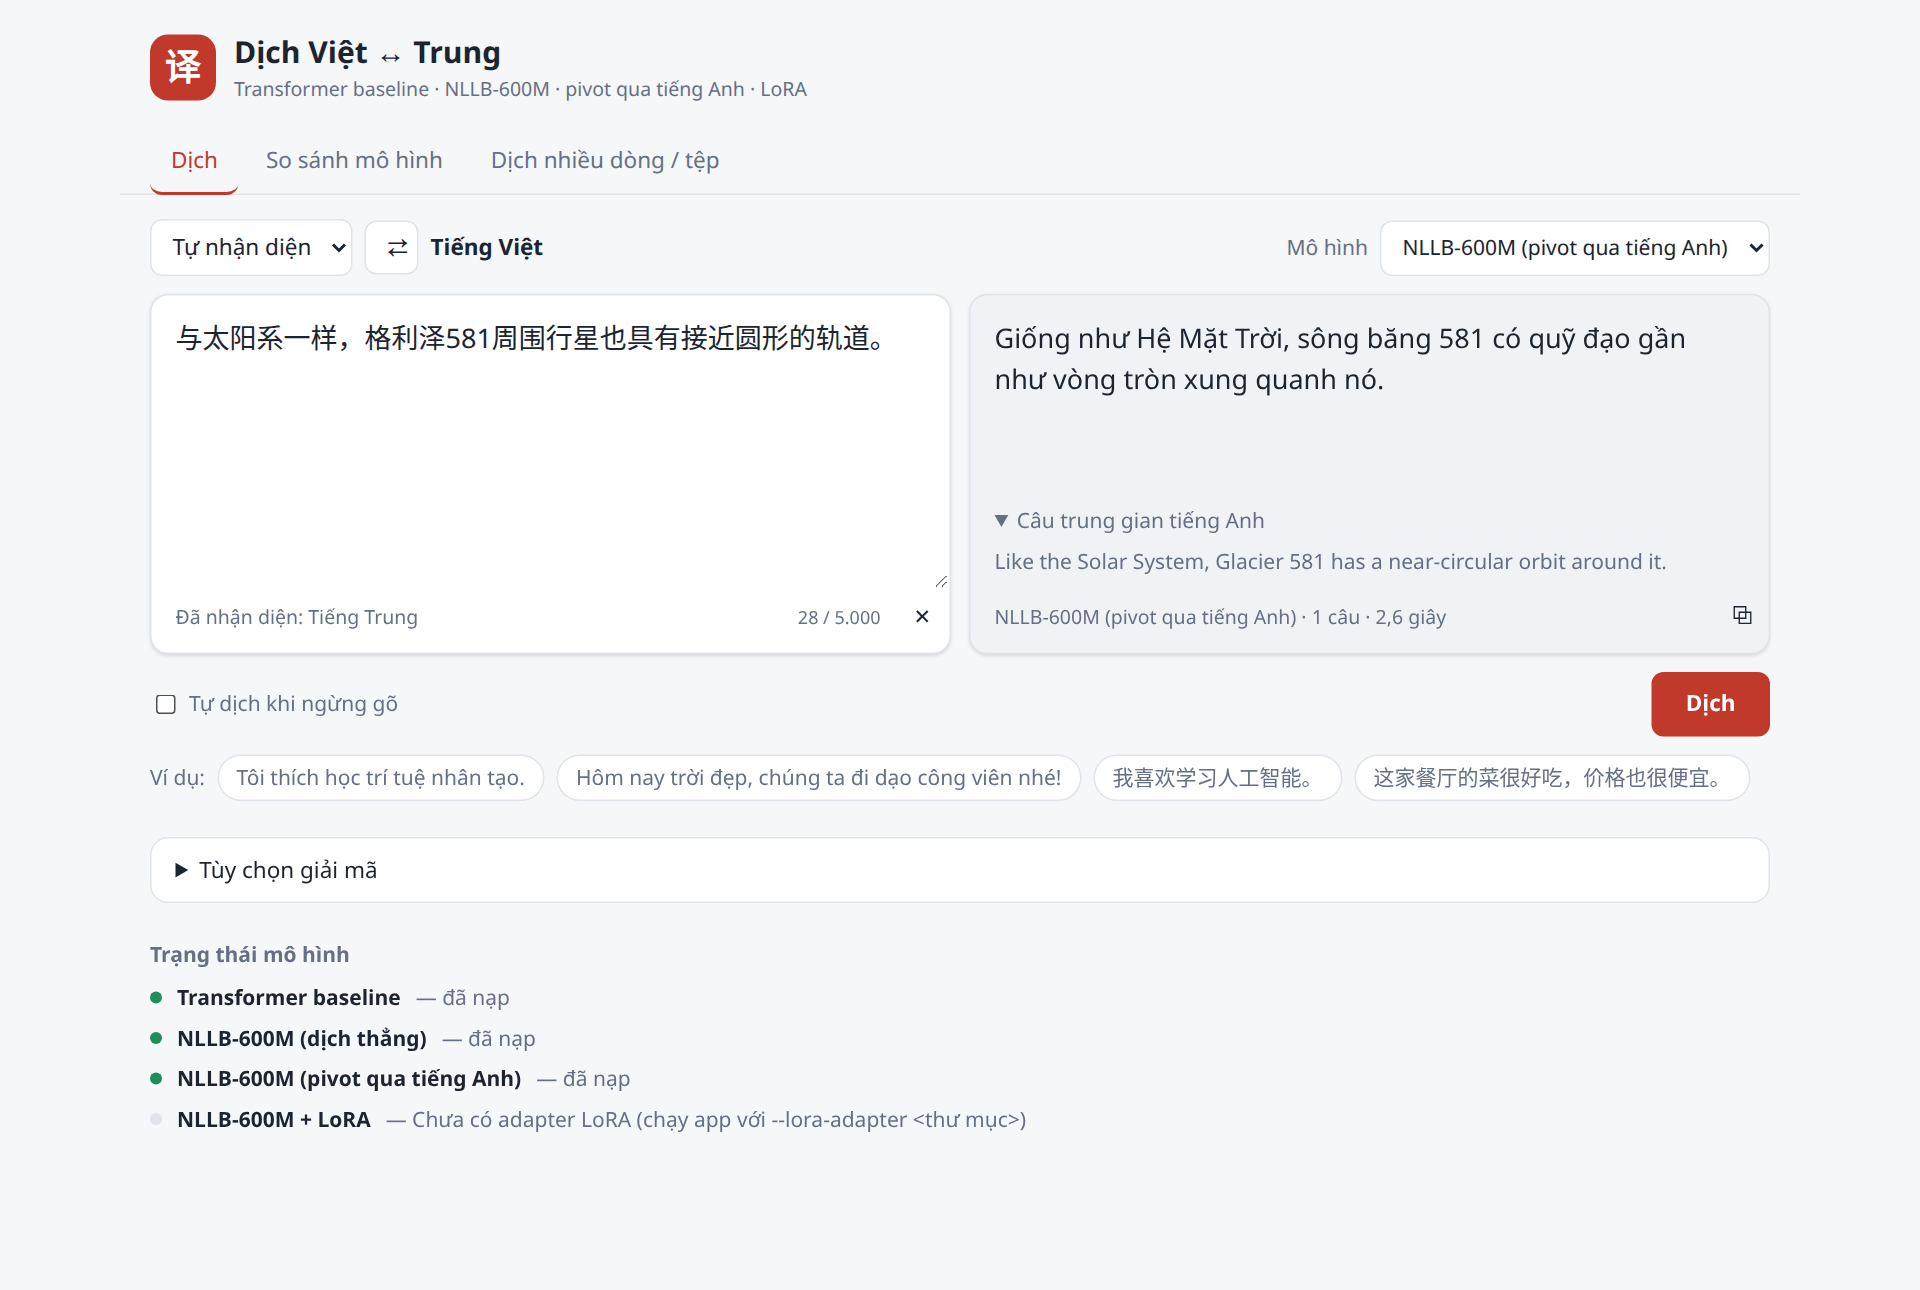 译
Dịch Việt ↔ Trung
Transformer baseline · NLLB-600M · pivot qua tiếng Anh · LoRA
Dịch So sánh mô hình Dịch nhiều dòng / tệp
Tự nhận diện ⇄ Tiếng Việt Mô hình NLLB-600M (pivot qua tiếng Anh)
与太阳系一样，格利泽581周围行星也具有接近圆形的轨道。
Đã nhận diện: Tiếng Trung 28 / 5.000 ✕
Giống như Hệ Mặt Trời, sông băng 581 có quỹ đạo gần
như vòng tròn xung quanh nó.
▼ Câu trung gian tiếng Anh
Like the Solar System, Glacier 581 has a near-circular orbit around it.
NLLB-600M (pivot qua tiếng Anh) · 1 câu · 2,6 giây
Tự dịch khi ngừng gõ Dịch
Ví dụ: Tôi thích học trí tuệ nhân tạo. Hôm nay trời đẹp, chúng ta đi dạo công viên nhé! 我喜欢学习人工智能。 这家餐厅的菜很好吃，价格也很便宜。
▶ Tùy chọn giải mã
Trạng thái mô hình
Transformer baseline — đã nạp
NLLB-600M (dịch thẳng) — đã nạp
NLLB-600M (pivot qua tiếng Anh) — đã nạp
NLLB-600M + LoRA — Chưa có adapter LoRA (chạy app với --lora-adapter <thư mục>)